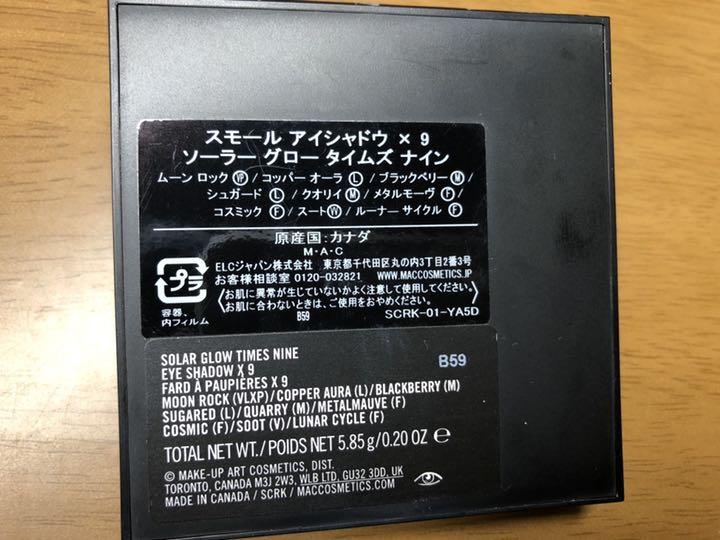 スモール アイシャドウ × 9
ソーラー グロー タイムズ ナイン
ムーン ロック Ⓥ🄿 / コッパー オーラ Ⓛ / ブラックベリー Ⓜ /
シュガード Ⓛ / クオリイ Ⓜ / メタルモーヴ Ⓕ /
コスミック Ⓕ / スート Ⓥ / ルーナー サイクル Ⓕ
原産国:カナダ
M・A・C
ELCジャパン株式会社 東京都千代田区丸の内3丁目2番3号
お客様相談室 0120-032821 WWW.MACCOSMETICS.JP
プラ
〈お肌に異常が生じていないかよく注意して使用してください。
お肌に合わないときは、ご使用をおやめください。〉
容器、
内フィルム
B59
SCRK-01-YA5D
SOLAR GLOW TIMES NINE
EYE SHADOW X 9
FARD À PAUPIÈRES X 9
B59
MOON ROCK (VLXP)/COPPER AURA (L)/BLACKBERRY (M)
SUGARED (L)/QUARRY (M)/METALMAUVE (F)
COSMIC (F)/SOOT (V)/LUNAR CYCLE (F)
TOTAL NET WT./POIDS NET 5.85g/0.20 OZ ℮
© MAKE-UP ART COSMETICS, DIST.
TORONTO, CANADA M3J 2W3, WLB LTD, GU32 3DD, UK
MADE IN CANADA / SCRK / MACCOSMETICS.COM